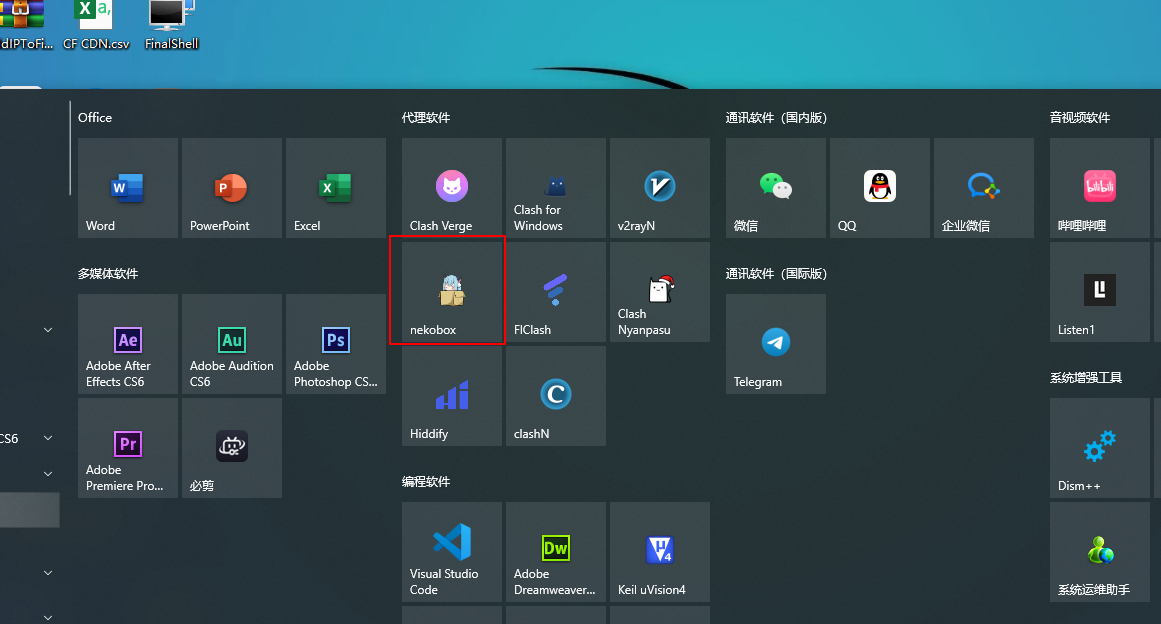 dIPToFi...
CF CDN.csv
FinalShell
Office
代理软件
通讯软件（国内版）
音视频软件
Word
PowerPoint
Excel
Clash Verge
Clash for
Windows
v2rayN
微信
QQ
企业微信
bilibili
哔哩哔哩
多媒体软件
通讯软件（国际版）
nekobox
FlClash
Clash
Nyanpasu
Listen1
Ae
Au
Ps
Adobe After
Effects CS6
Adobe Audition
CS6
Adobe
Photoshop CS...
Telegram
系统增强工具
Hiddify
clashN
CS6
Pr
Adobe
Premiere Pro...
必剪
Dism++
编程软件
Visual Studio
Code
Dw
Adobe
Dreamweaver...
Keil uVision4
系统运维助手